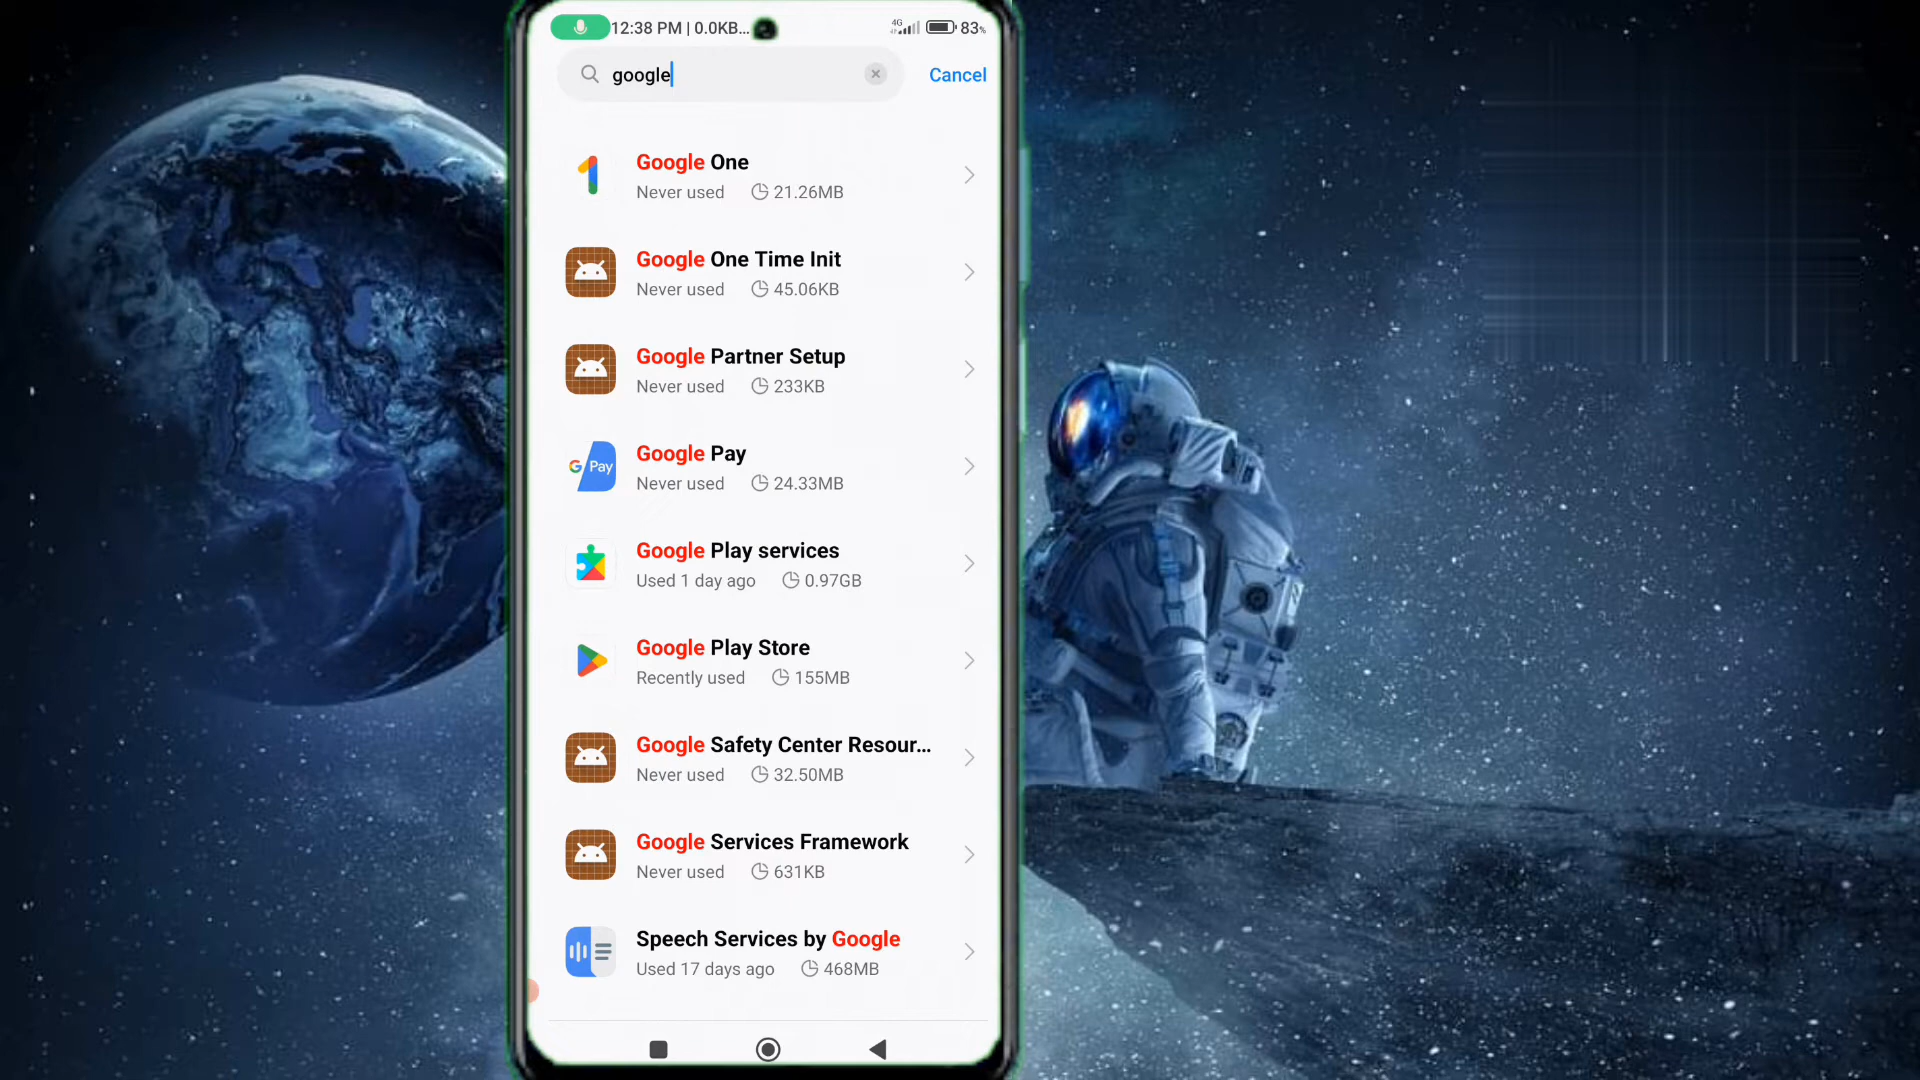 12:38 PM | 0.0KB... 4G 83%
google Cancel
Google One
Never used 21.26MB
Google One Time Init
Never used 45.06KB
Google Partner Setup
Never used 233KB
G Pay
Google Pay
Never used 24.33MB
Google Play services
Used 1 day ago 0.97GB
Google Play Store
Recently used 155MB
Google Safety Center Resour...
Never used 32.50MB
Google Services Framework
Never used 631KB
Speech Services by Google
Used 17 days ago 468MB